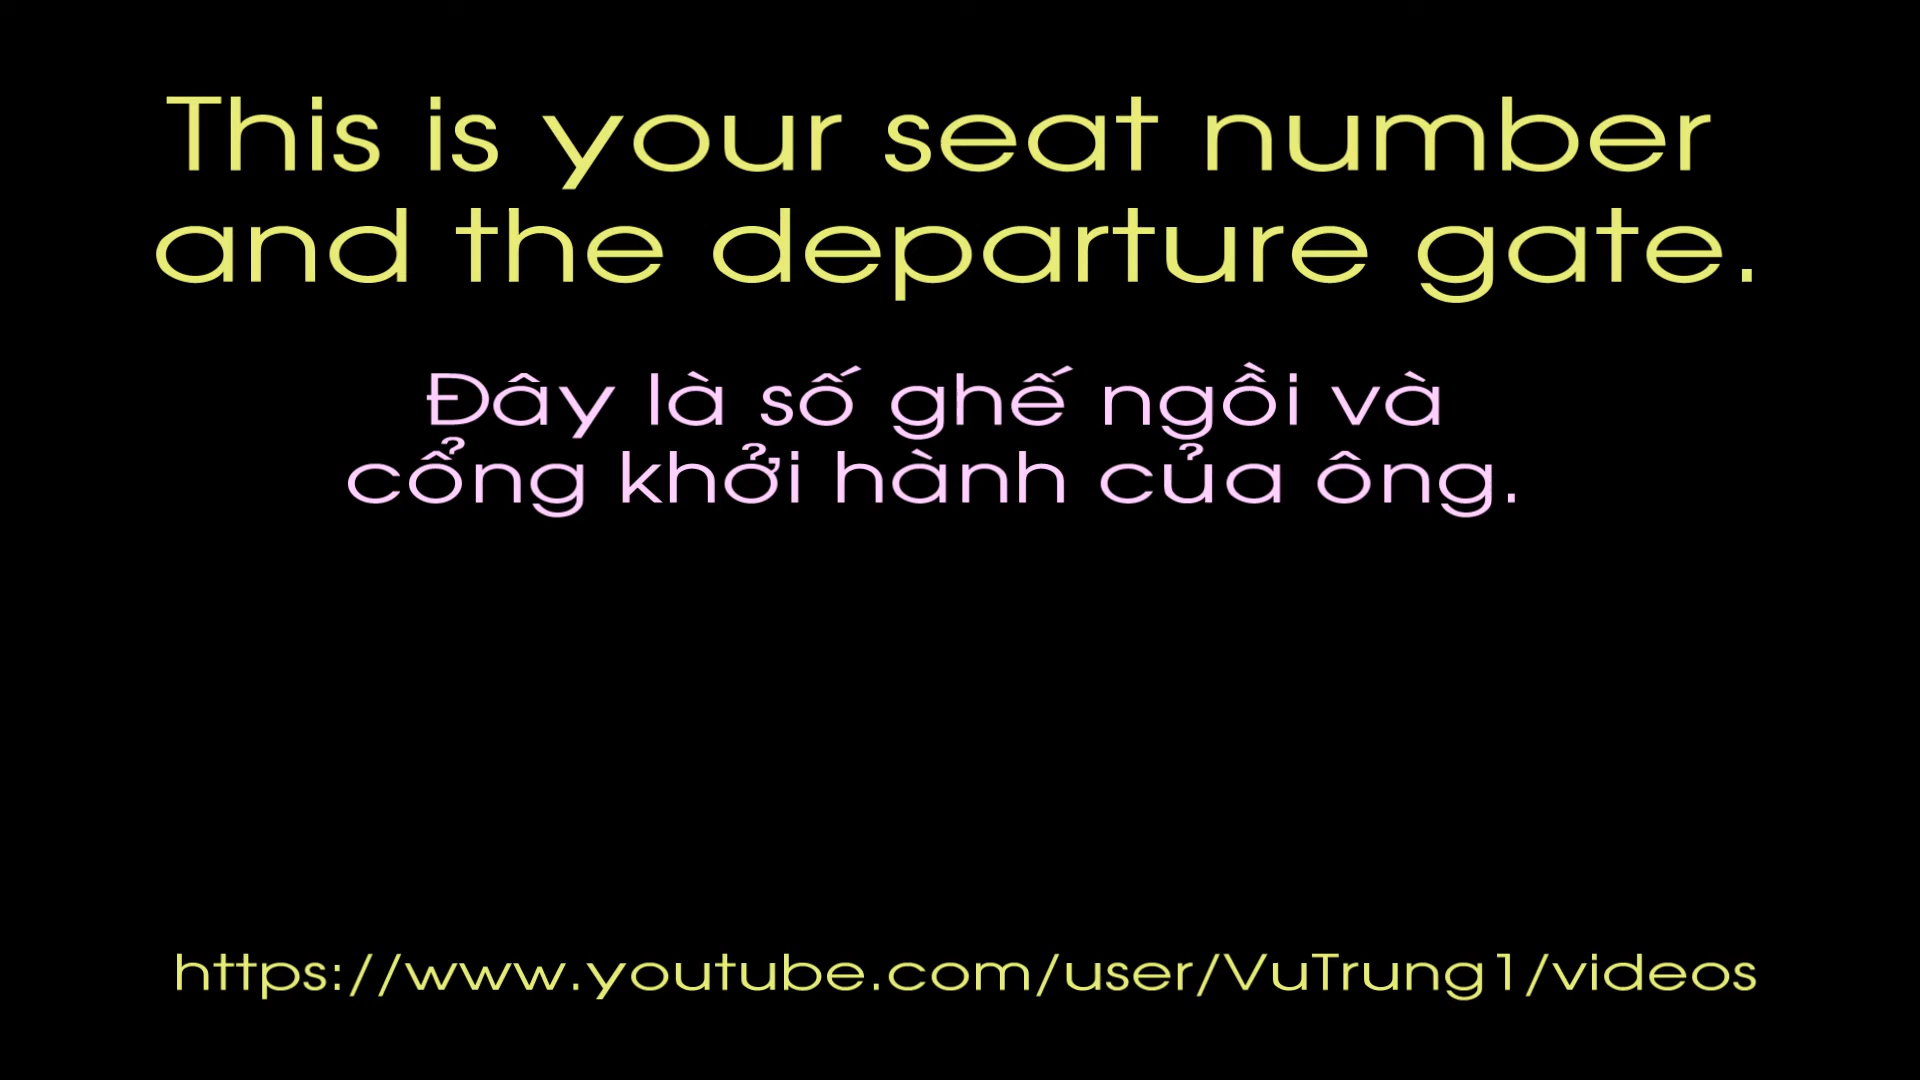 This is your seat number
and the departure gate.
Đây là số ghế ngồi và
cổng khởi hành của ông.
https://www.youtube.com/user/VuTrung1/videos